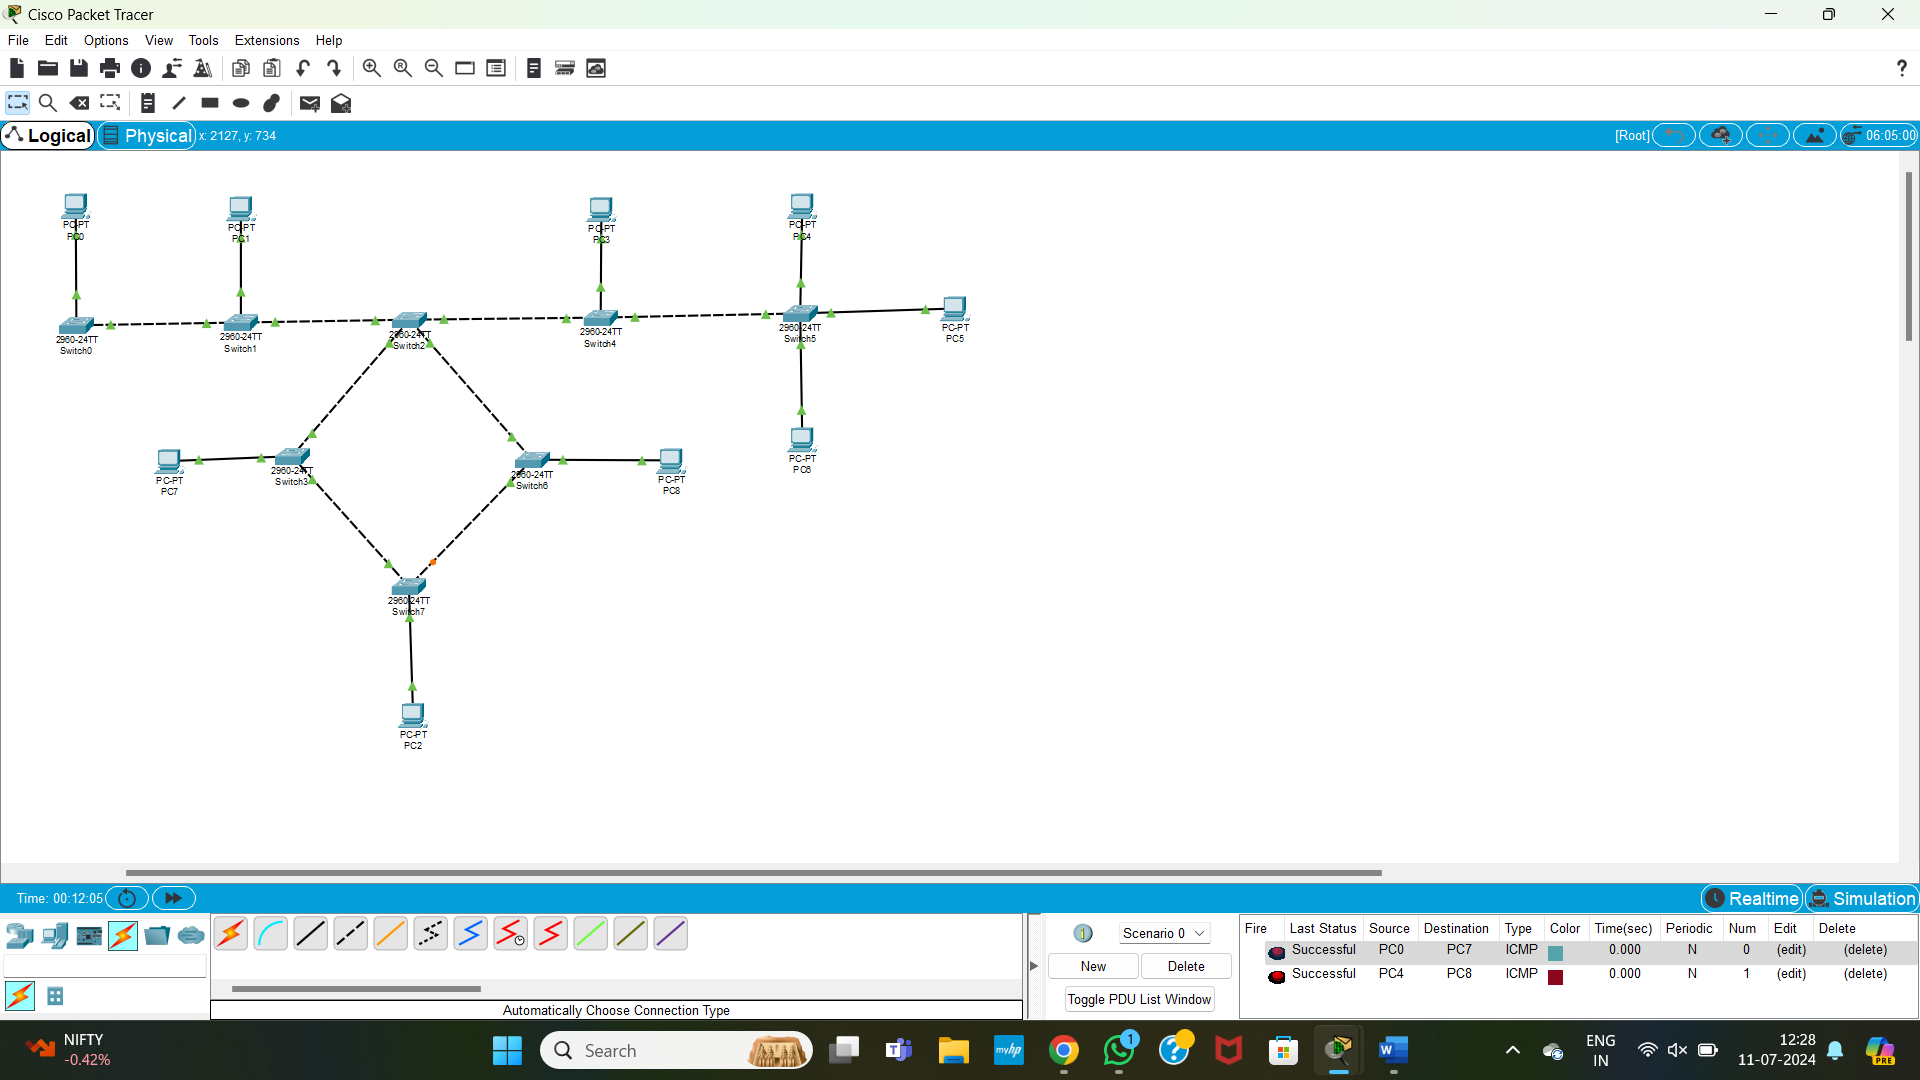 Cisco Packet Tracer
File Edit Options View Tools Extensions Help
?
Logical Physical x: 2127, y: 734 [Root] 06:05:00
PC-PT
PC0
PC-PT
PC1
PC-PT
PC3
PC-PT
PC4
2960-24TT
Switch0
2960-24TT
Switch1
2960-24TT
Switch2
2960-24TT
Switch4
2960-24TT
Switch5
PC-PT
PC5
PC-PT
PC7
2960-24TT
Switch3
2960-24TT
Switch6
PC-PT
PC8
PC-PT
PC6
2960-24TT
Switch7
PC-PT
PC2
Time: 00:12:05 Realtime Simulation
Scenario 0
New Delete
Toggle PDU List Window
Fire Last Status Source Destination Type Color Time(sec) Periodic Num Edit Delete
Successful PC0 PC7 ICMP 0.000 N 0 (edit) (delete)
Successful PC4 PC8 ICMP 0.000 N 1 (edit) (delete)
Automatically Choose Connection Type
NIFTY
-0.42%
Search
myhp
1
ENG
IN
12:28
11-07-2024
PRE